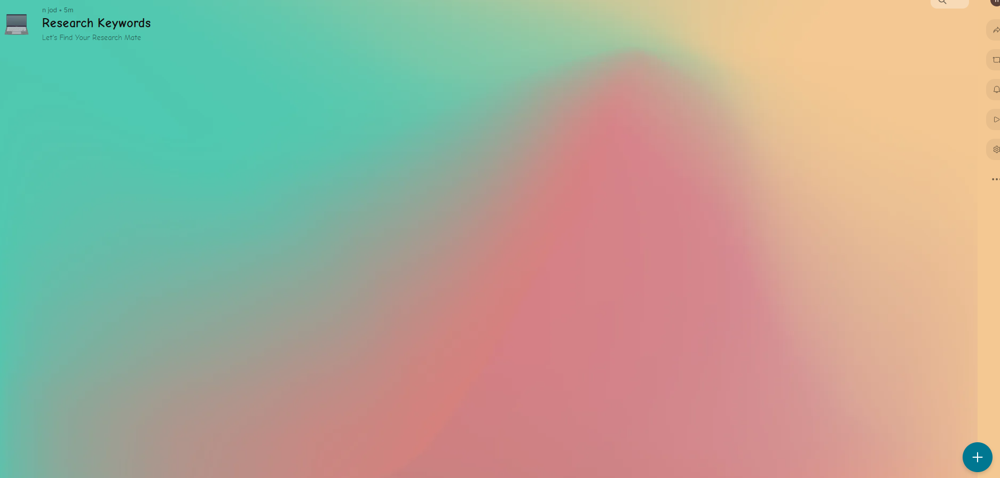 n jod • 5m
Research Keywords
Let's Find Your Research Mate